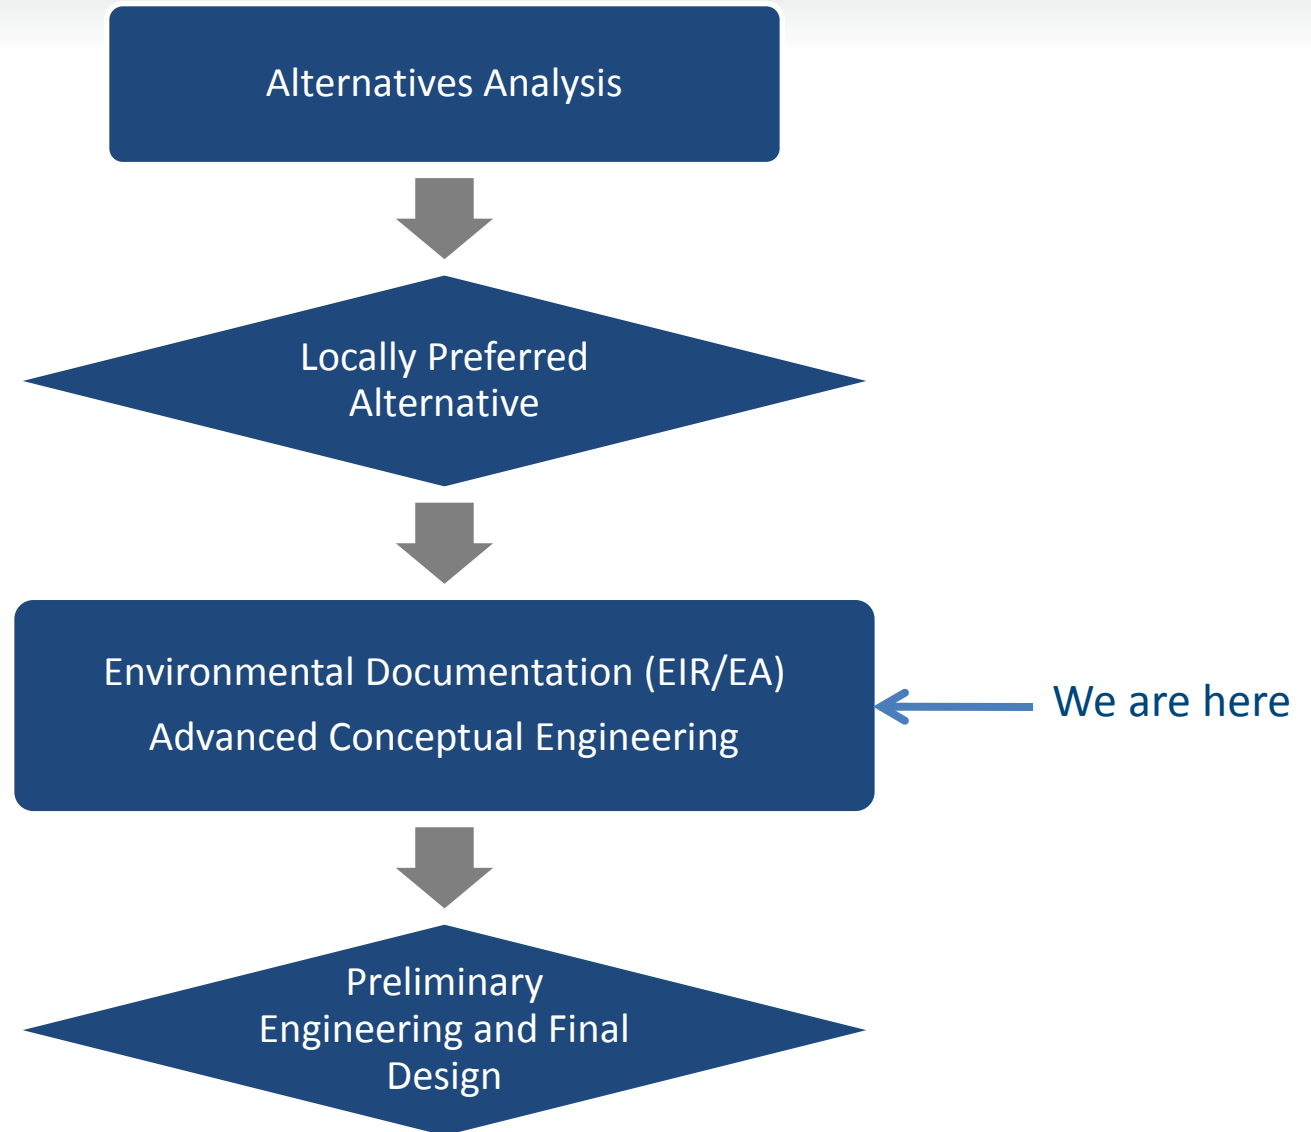 Alternatives Analysis
Locally Preferred
Alternative
Environmental Documentation (EIR/EA)
Advanced Conceptual Engineering
We are here
Preliminary
Engineering and Final
Design